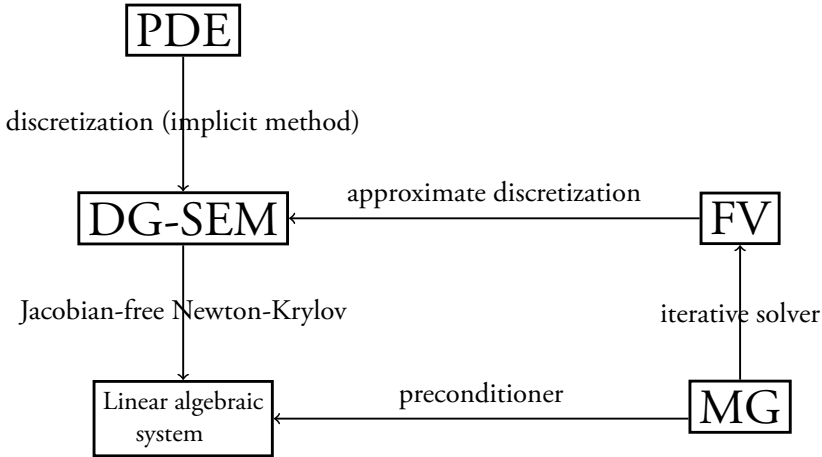 PDE
discretization (implicit method)
approximate discretization
DG-SEM
FV
Jacobian-free Newton-Krylov
iterative solver
preconditioner
Linear algebraic
system
MG